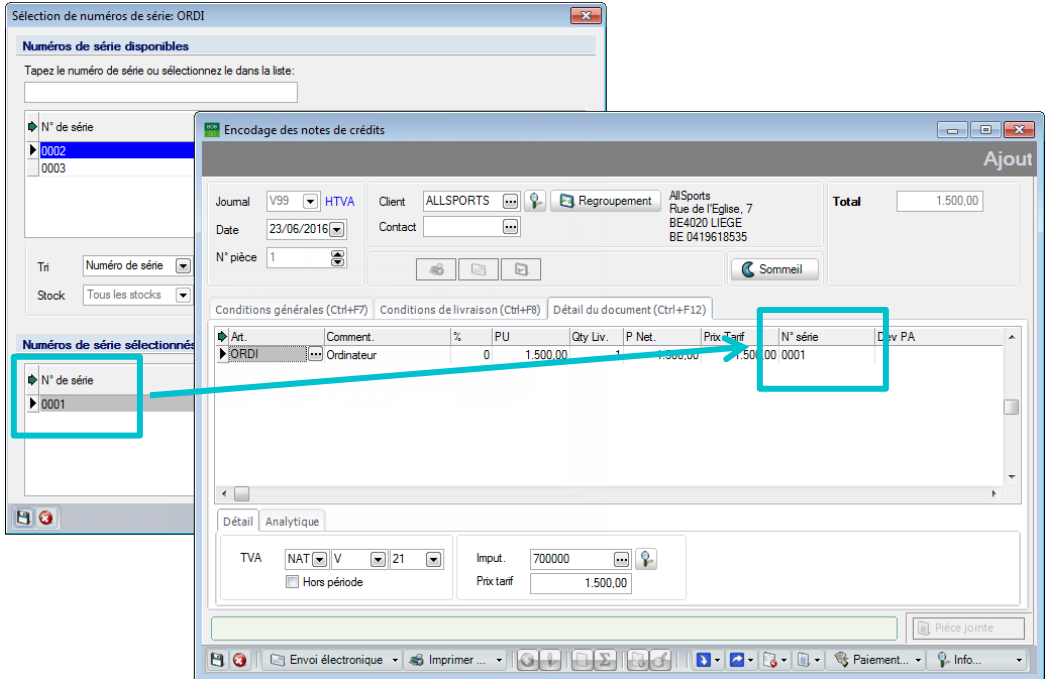 Sélection de numéros de série: ORDI
Numéros de série disponibles
Tapez le numéro de série ou sélectionnez le dans la liste:
N° de série
0002
0003
Tri Numéro de série
Stock Tous les stocks
Numéros de série sélectionnés
N° de série
0001
Encodage des notes de crédits
Ajout
Journal V99 HTVA Client ALLSPORTS Regroupement
AllSports
Rue de l'Eglise, 7
BE4020 LIEGE
BE 0419618535
Total 1.500,00
Date 23/06/2016 Contact
N° pièce 1
Sommeil
Conditions générales (Ctrl+F7) Conditions de livraison (Ctrl+F8) Détail du document (Ctrl+F12)
Art. Comment. % PU Qty Liv. P Net. Prix Tarif N° série Dev PA
ORDI Ordinateur 0 1.500,00 1 1.500,00 1.500,00 0001
Détail Analytique
TVA NAT V 21 Imput. 700000
Hors période Prix tarif 1.500,00
Pièce jointe
Envoi électronique Imprimer ... Paiement... Info...